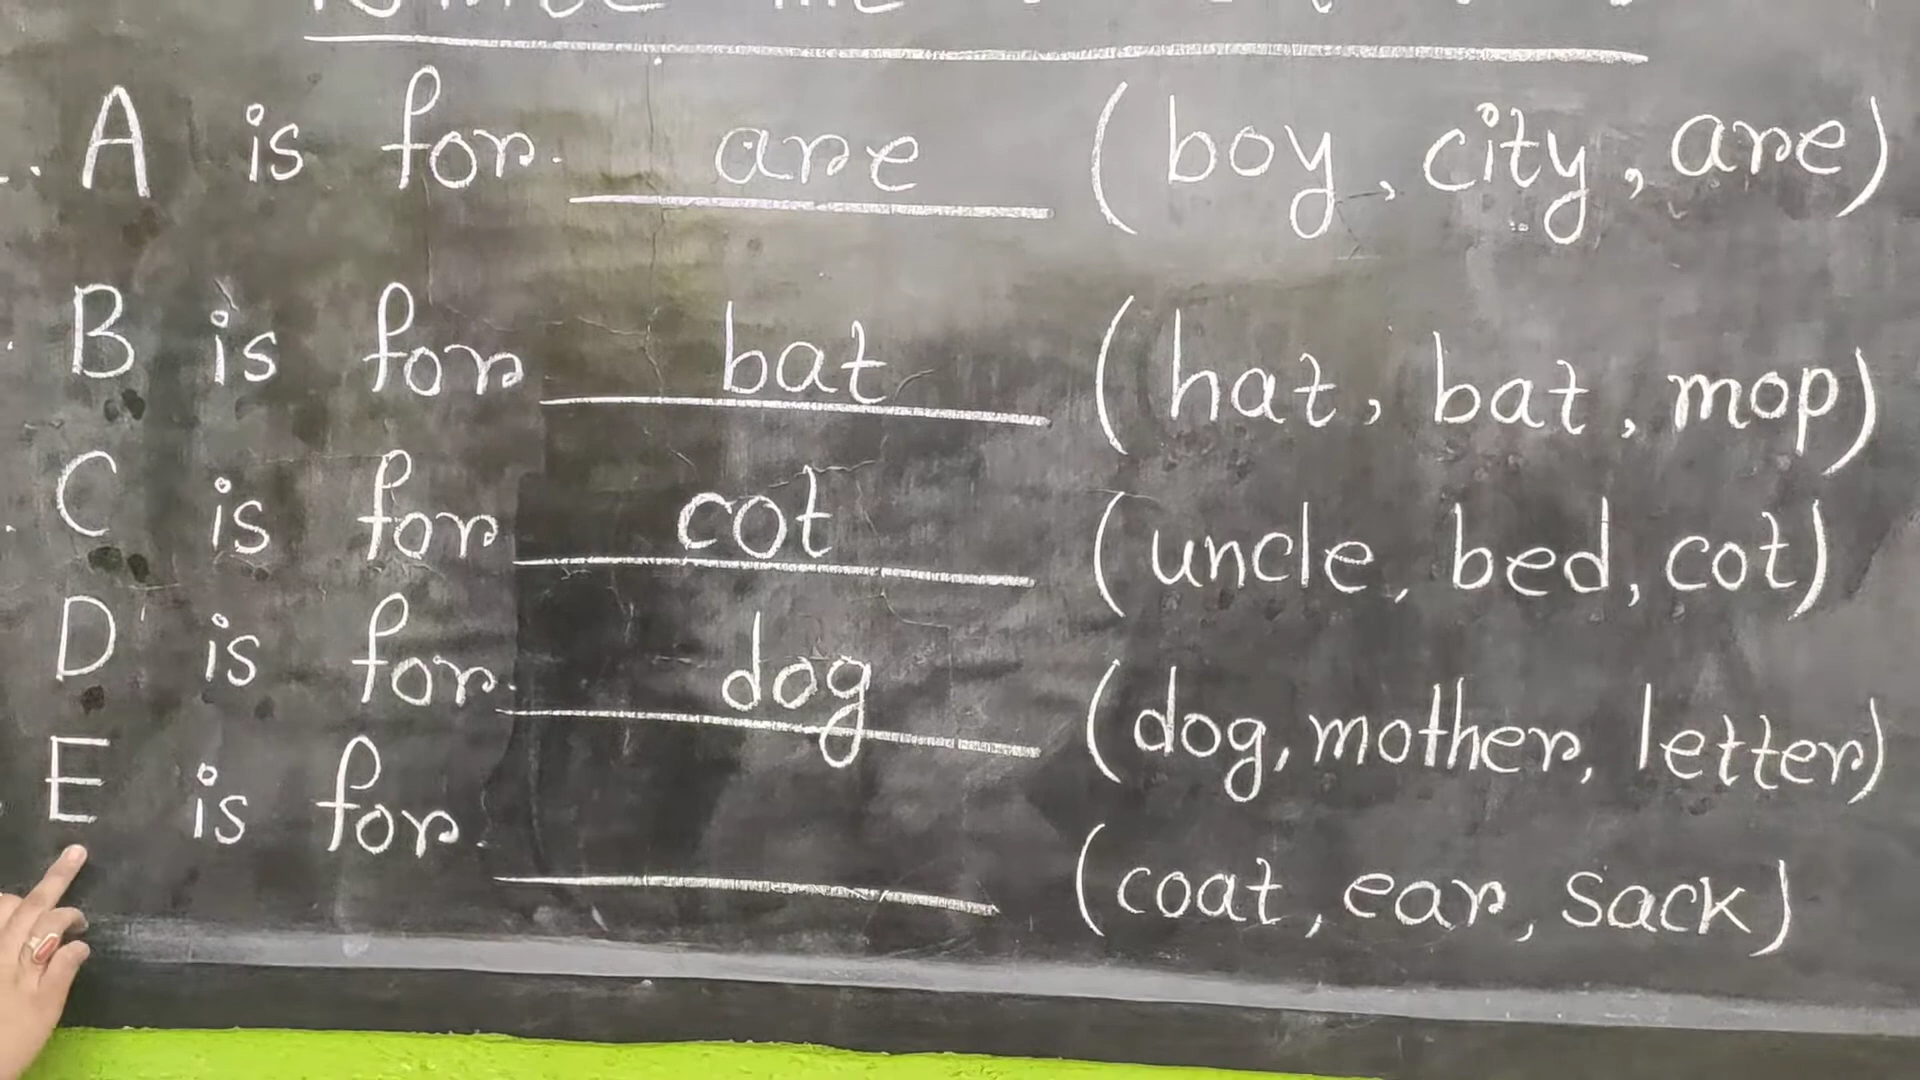 A is for are (boy, city, are)
B is for bat (hat, bat, mop)
C is for cot (uncle, bed, cot)
D is for dog (dog, mother, letter)
E is for (coat, ear, sack)